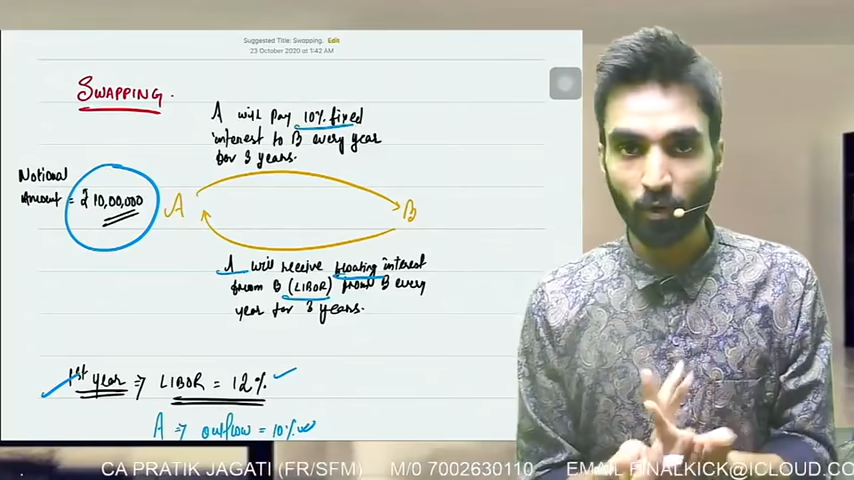 Suggested Title: Swapping. Edit
23 October 2020 at 1:42 AM
SWAPPING.
A will pay 10% fixed
interest to B every year
for 3 years.
Notional
Amount = ₹ 10,00,000
A
B
A will receive floating interest
from B (LIBOR) from B every
year for 3 years.
1st year ⇒ LIBOR = 12%
A ⇒ outflow = 10%
CA PRATIK JAGATI (FR/SFM) M/0 7002630110 EMAIL FINALKICK@ICLOUD.CO